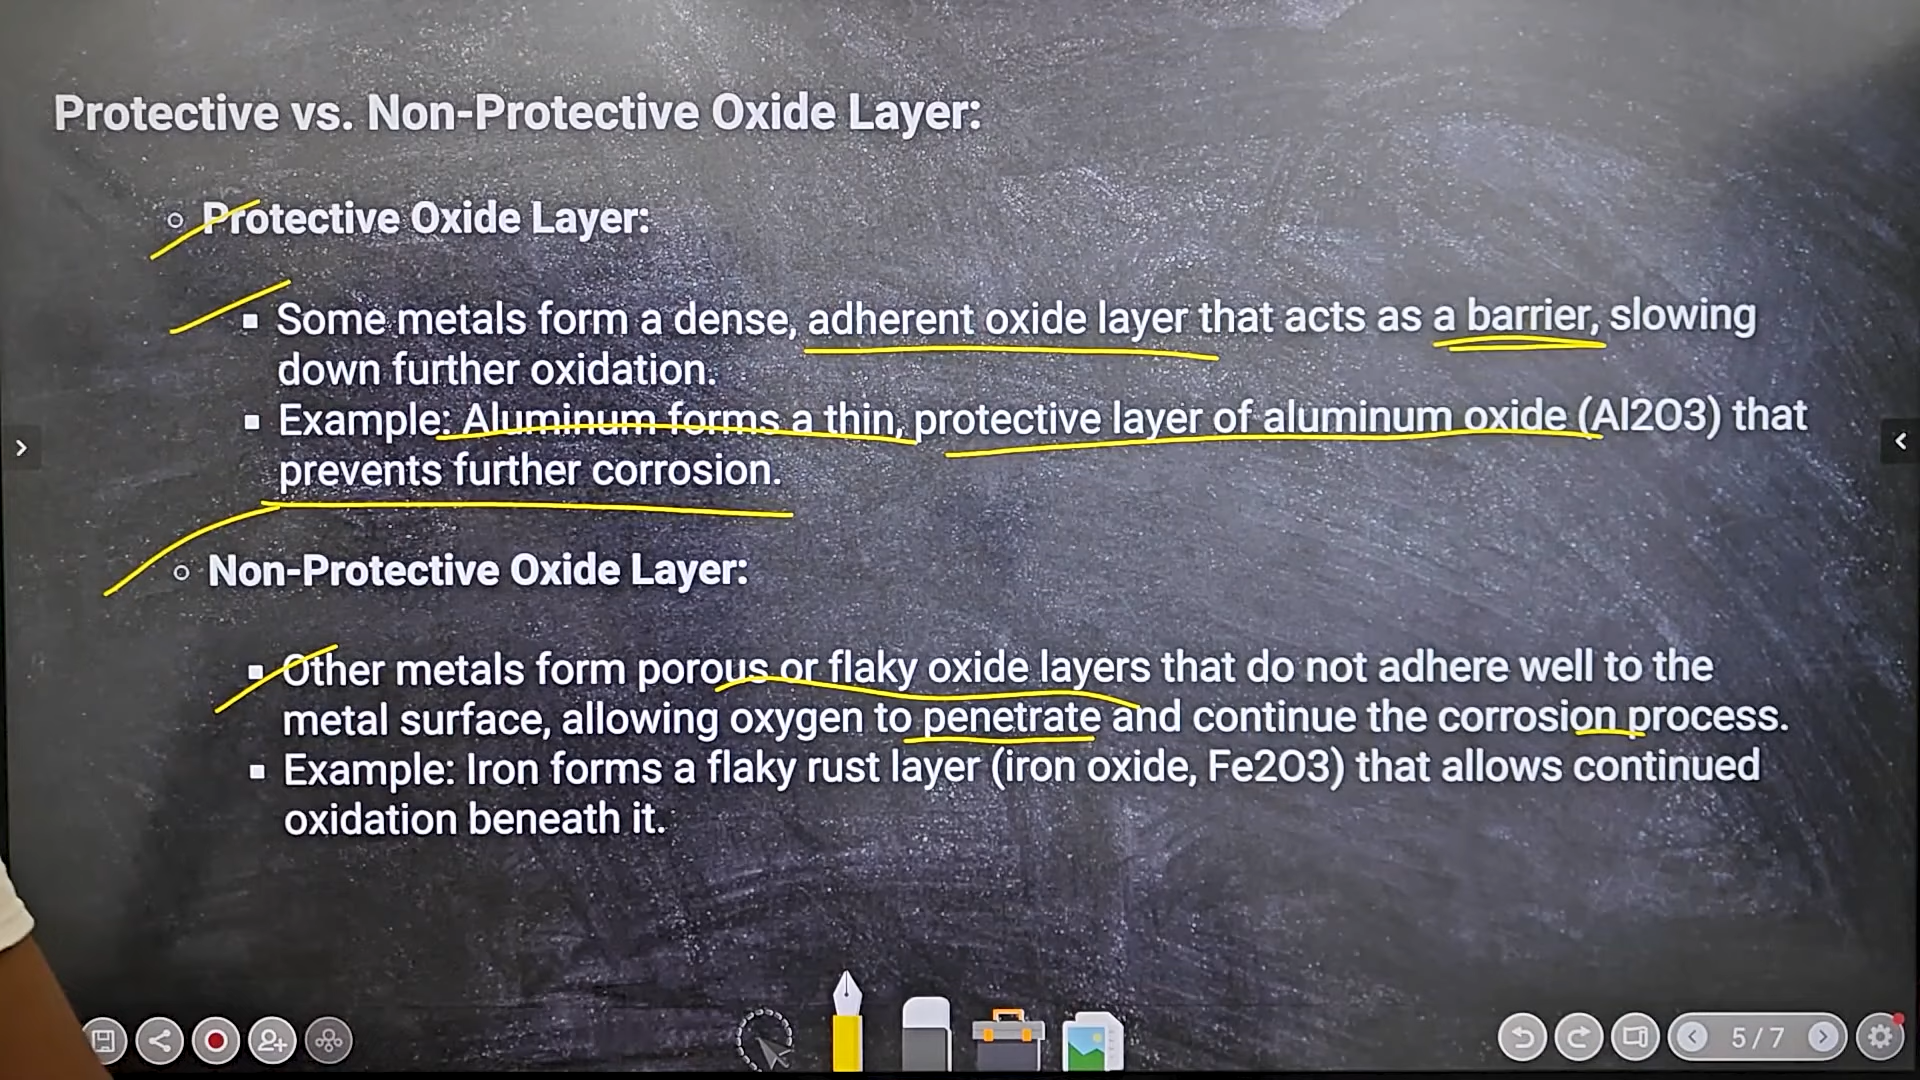 Protective vs. Non-Protective Oxide Layer:
Protective Oxide Layer:
Some metals form a dense, adherent oxide layer that acts as a barrier, slowing
down further oxidation.
Example: Aluminum forms a thin, protective layer of aluminum oxide (Al2O3) that
prevents further corrosion.
Non-Protective Oxide Layer:
Other metals form porous or flaky oxide layers that do not adhere well to the
metal surface, allowing oxygen to penetrate and continue the corrosion process.
Example: Iron forms a flaky rust layer (iron oxide, Fe2O3) that allows continued
oxidation beneath it.
5/7